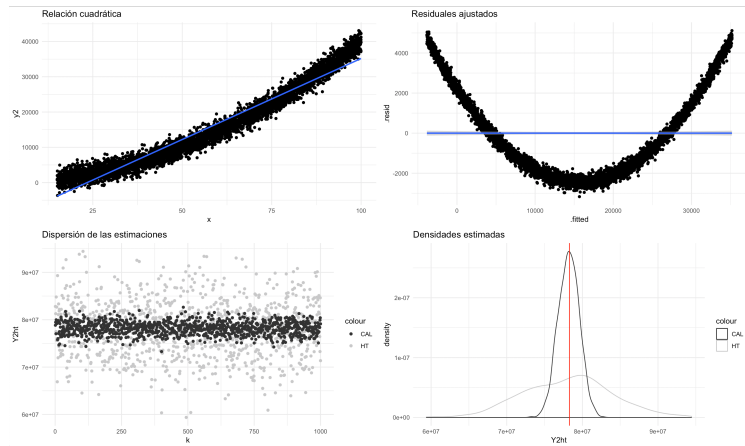 Relación cuadrática
40000
30000
20000
10000
0
y2
25
50
75
100
x
Residuales ajustados
4000
2000
0
-2000
.resid
0
10000
20000
30000
.fitted
Dispersión de las estimaciones
9e+07
8e+07
7e+07
6e+07
Y2ht
0
250
500
750
1000
k
colour
CAL
HT
Densidades estimadas
2e-07
1e-07
0e+00
density
6e+07
7e+07
8e+07
9e+07
Y2ht
colour
CAL
HT